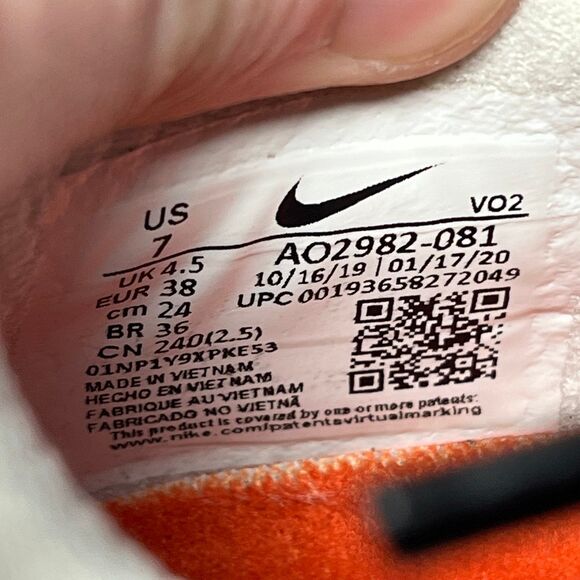 US
7
VO2
AO2982-081
10/16/19 | 01/17/20
UPC 00193658272049
UK 4.5
EUR 38
cm 24
BR 36
CN 240(2.5)
01NP1Y9XPKE53
MADE IN VIETNAM
HECHO EN VIETNAM
FABRIQUE AU VIETNAM
FABRICADO NO VIETNÃ
This product is covered by one or more patents:
www.nike.com/patentsvirtualmarking